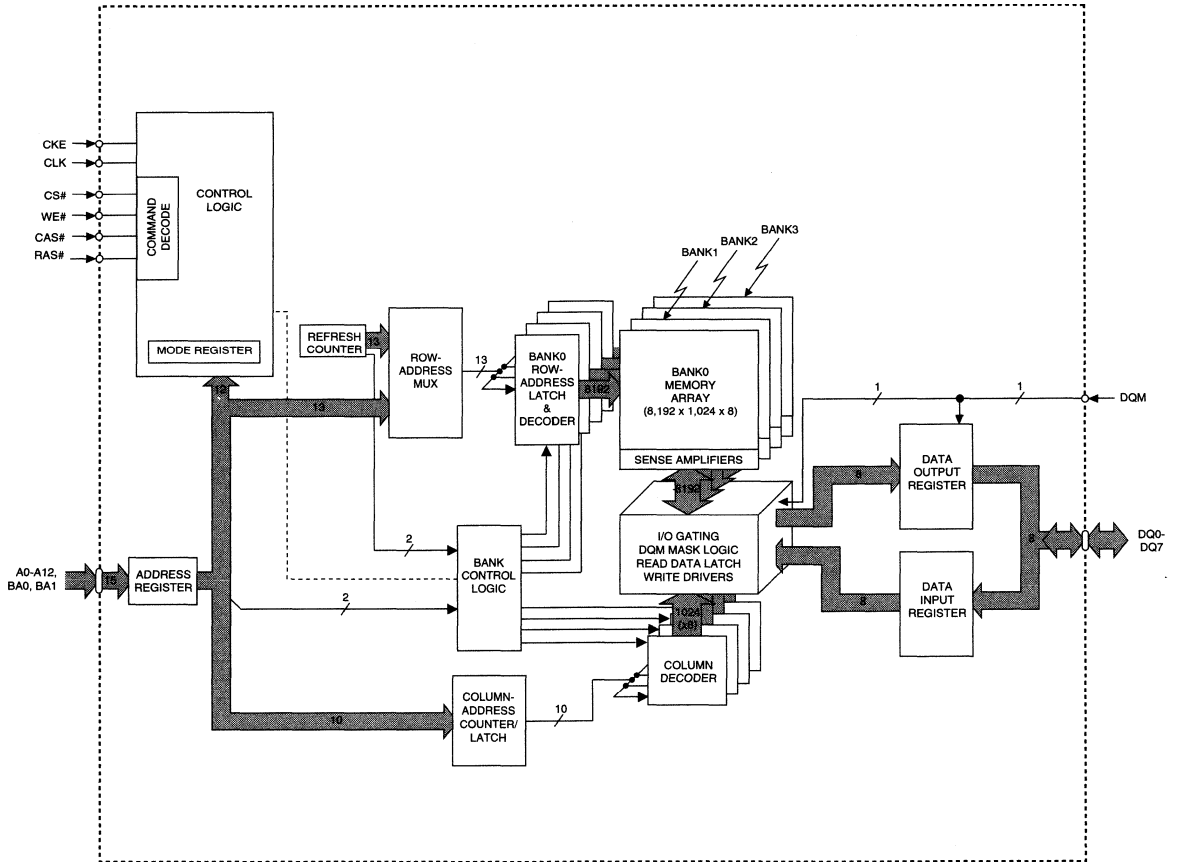 CKE
CLK
CS#
WE#
CAS#
RAS#
COMMAND
DECODE
CONTROL
LOGIC
MODE REGISTER
12
REFRESH
COUNTER
13
13
ROW-
ADDRESS
MUX
13
BANK0
ROW-
ADDRESS
LATCH
&
DECODER
8192
BANK1
BANK2
BANK3
BANK0
MEMORY
ARRAY
(8,192 x 1,024 x 8)
SENSE AMPLIFIERS
8192
I/O GATING
DQM MASK LOGIC
READ DATA LATCH
WRITE DRIVERS
1024
(x8)
COLUMN
DECODER
2
2
BANK
CONTROL
LOGIC
A0-A12,
BA0, BA1
15
ADDRESS
REGISTER
10
COLUMN-
ADDRESS
COUNTER/
LATCH
10
1
1
DQM
8
DATA
OUTPUT
REGISTER
8
8
DATA
INPUT
REGISTER
DQ0-
DQ7